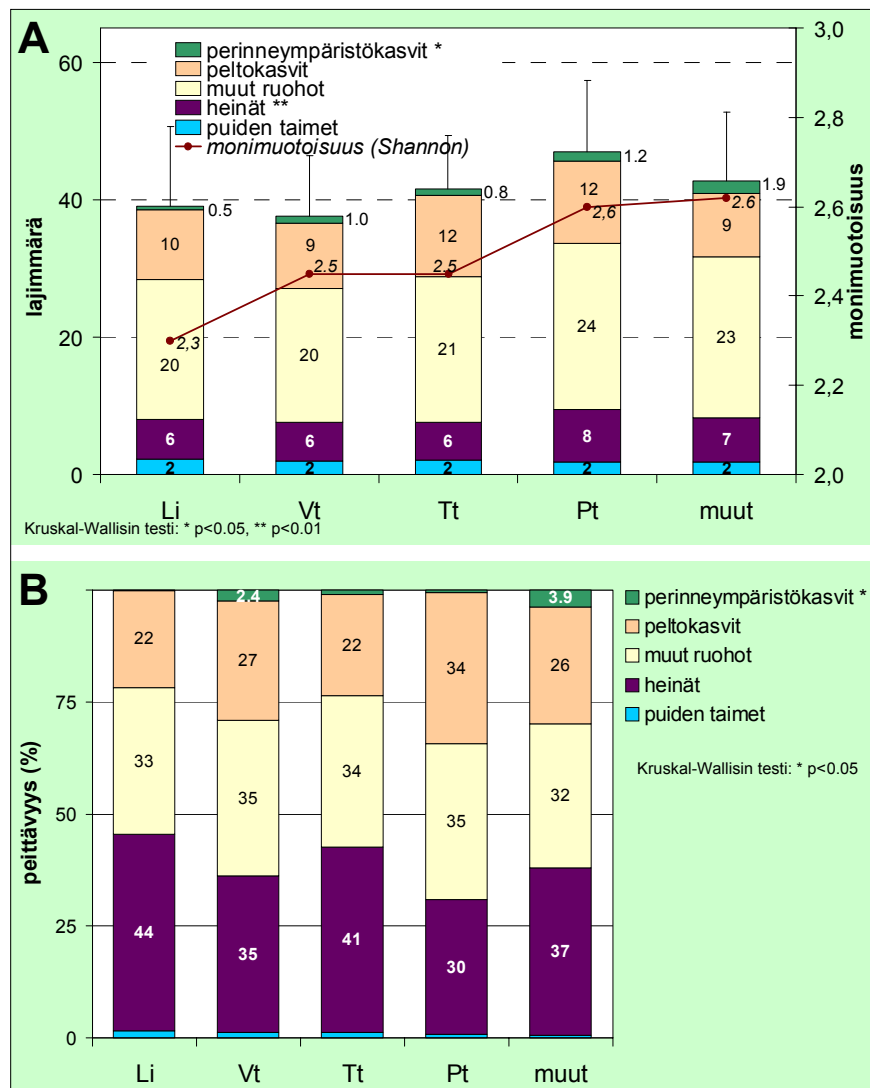 A
perinneympäristökasvit *
peltokasvit
muut ruohot
heinät **
puiden taimet
monimuotoisuus (Shannon)
60
40
20
0
lajimmärä
3,0
2,8
2,6
2,4
2,2
2,0
monimuotoisuus
0.5
1.0
0.8
1.2
1.9
10
9
12
12
9
2,3
2.5
2.5
2,6
2.6
20
20
21
24
23
6
6
6
8
7
2
2
2
2
2
Li
Vt
Tt
Pt
muut
Kruskal-Wallisin testi: * p<0.05, ** p<0.01
B
75
50
25
0
peittävyys (%)
2.4
3.9
22
27
22
34
26
33
35
34
35
32
44
35
41
30
37
Li
Vt
Tt
Pt
muut
perinneympäristökasvit *
peltokasvit
muut ruohot
heinät
puiden taimet
Kruskal-Wallisin testi: * p<0.05